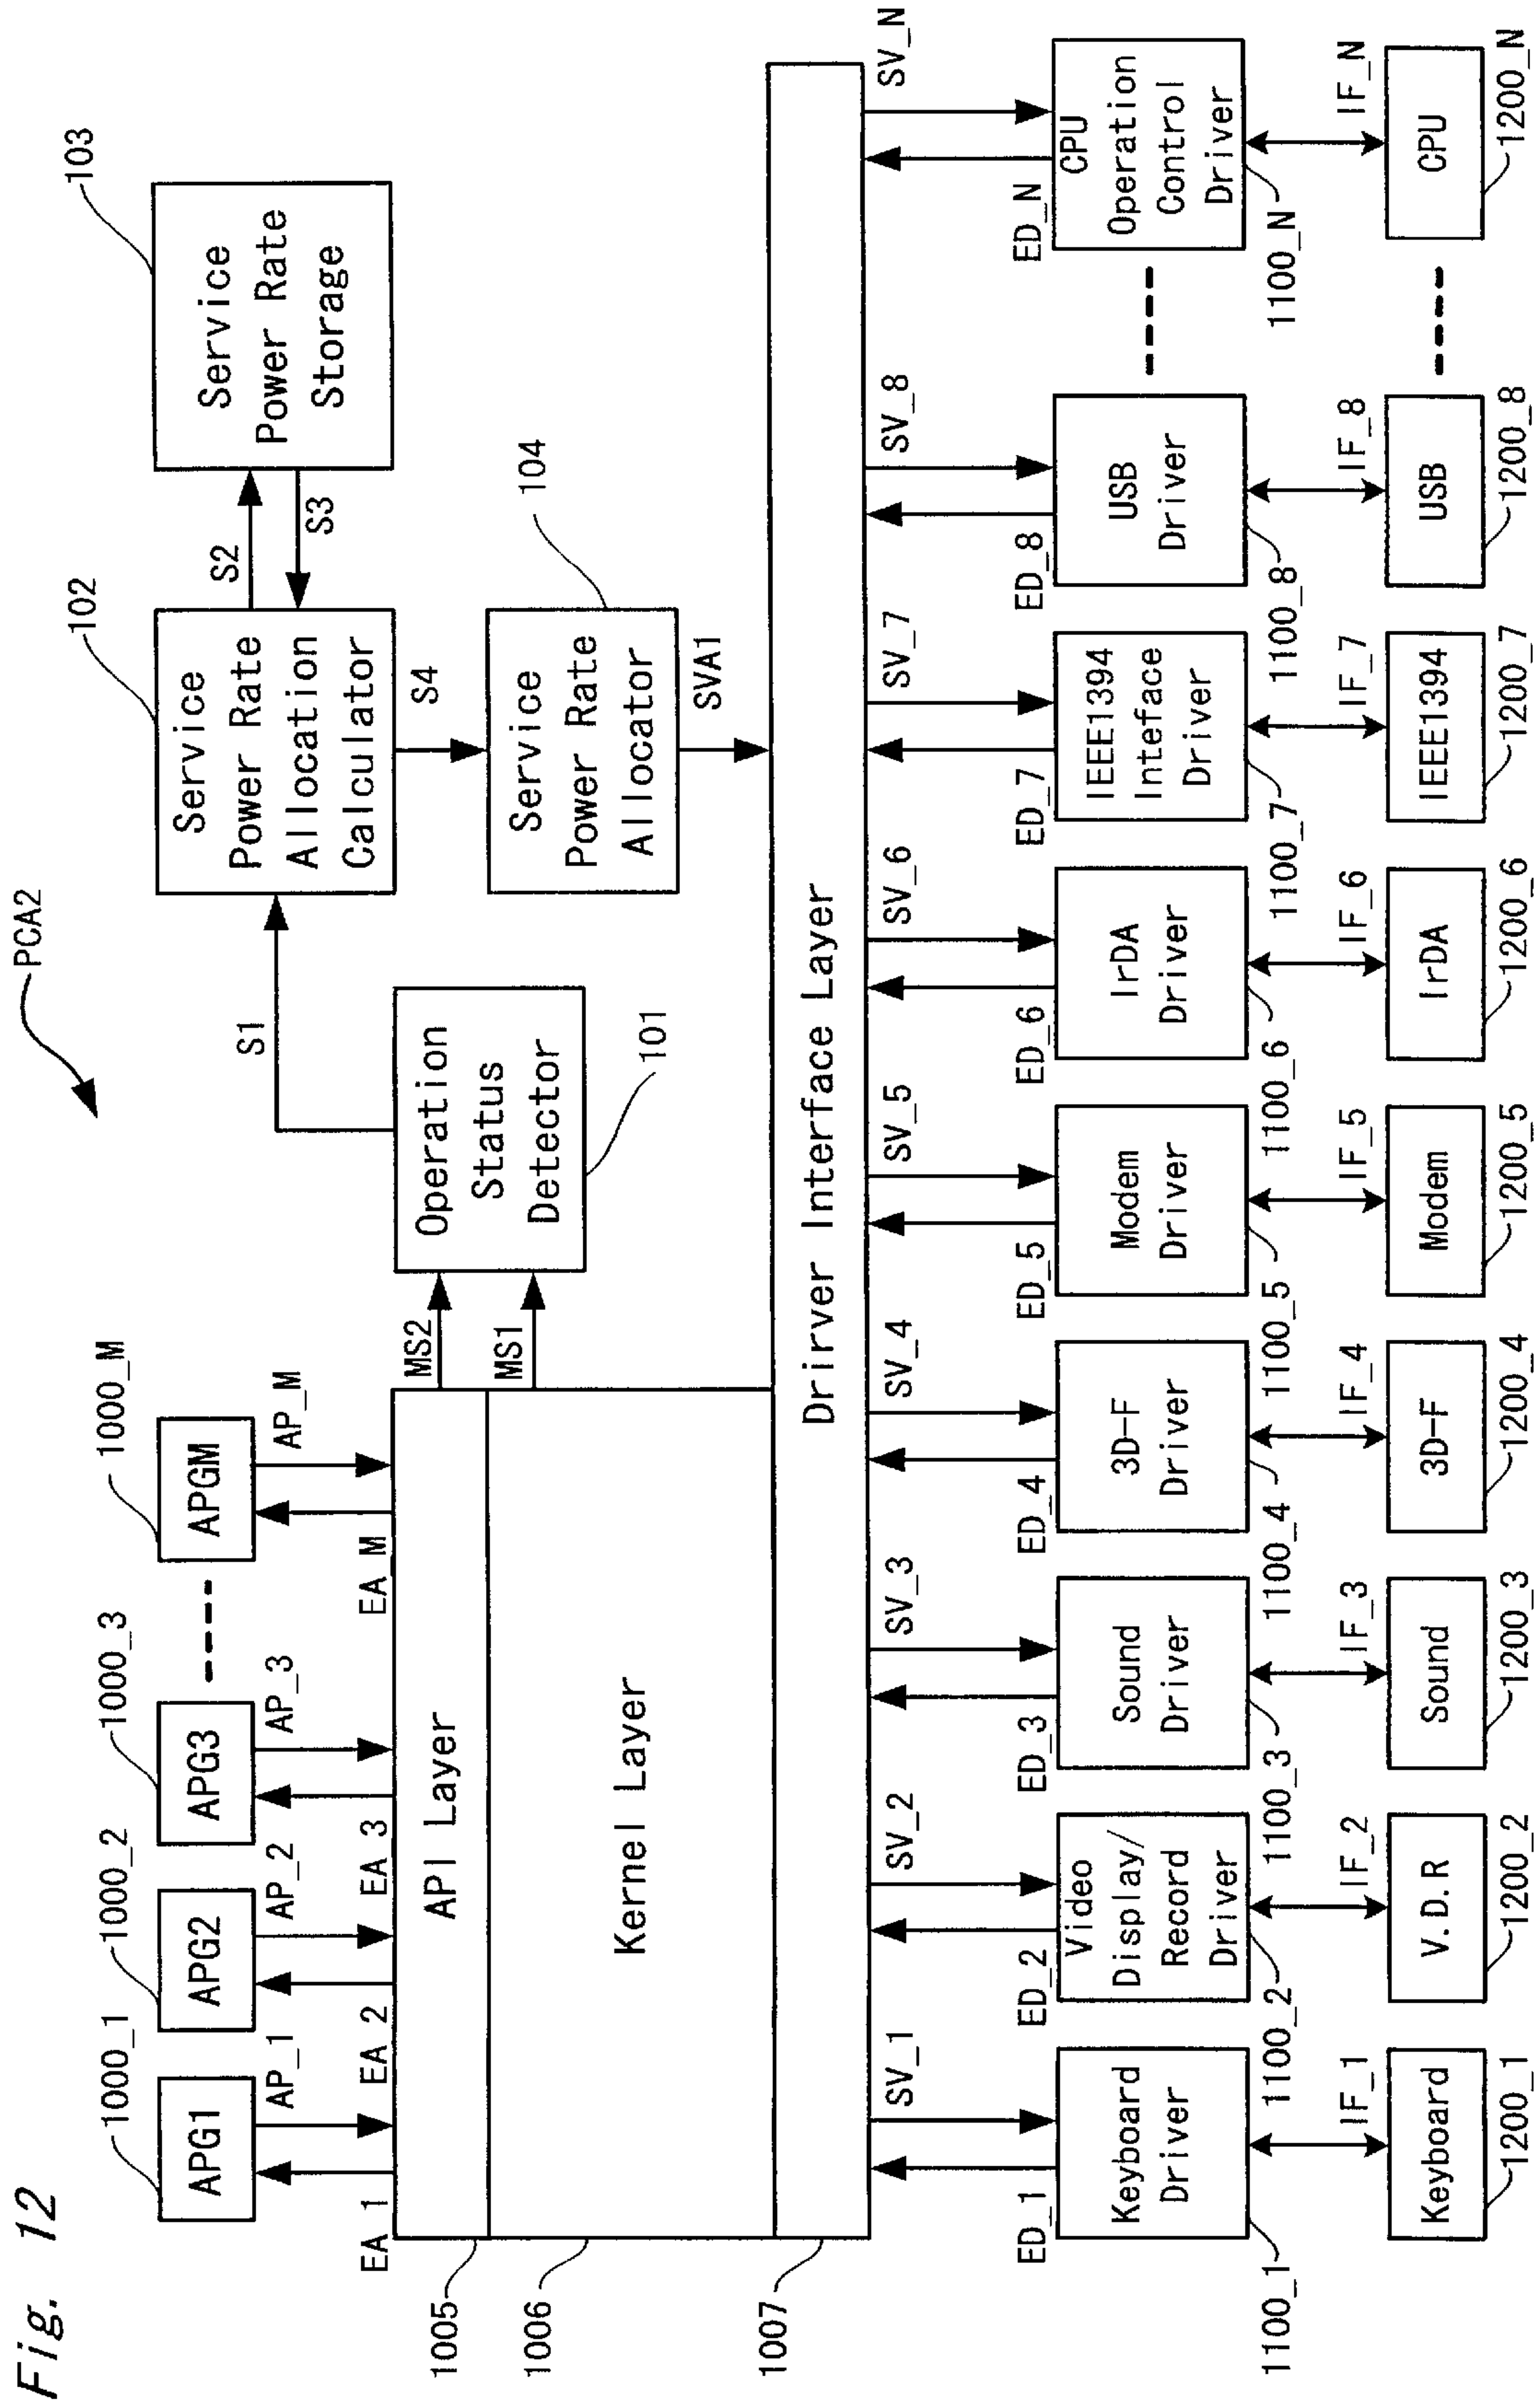 Fig. 12
PCA2
1000_1
1000_2
1000_3
1000_M
APG1
APG2
APG3
APGM
AP_1
AP_2
AP_3
AP_M
EA_1
EA_2
EA_3
EA_M
102
103
Service
Power Rate
Allocation
Calculator
Service
Power Rate
Storage
S1
S2
S3
S4
MS2
MS1
Operation
Status
Detector
101
104
Service
Power Rate
Allocator
SVA1
1005
API Layer
1006
Kernel Layer
1007
Drirver Interface Layer
SV_1
SV_2
SV_3
SV_4
SV_5
SV_6
SV_7
SV_8
SV_N
ED_1
ED_2
ED_3
ED_4
ED_5
ED_6
ED_7
ED_8
ED_N
Keyboard
Driver
Video
Display/
Record
Driver
Sound
Driver
3D-F
Driver
Modem
Driver
IrDA
Driver
IEEE1394
Inteface
Driver
USB
Driver
CPU
Operation
Control
Driver
1100_1
1100_2
1100_3
1100_4
1100_5
1100_6
1100_7
1100_8
1100_N
IF_1
IF_2
IF_3
IF_4
IF_5
IF_6
IF_7
IF_8
IF_N
Keyboard
V.D.R
Sound
3D-F
Modem
IrDA
IEEE1394
USB
CPU
1200_1
1200_2
1200_3
1200_4
1200_5
1200_6
1200_7
1200_8
1200_N